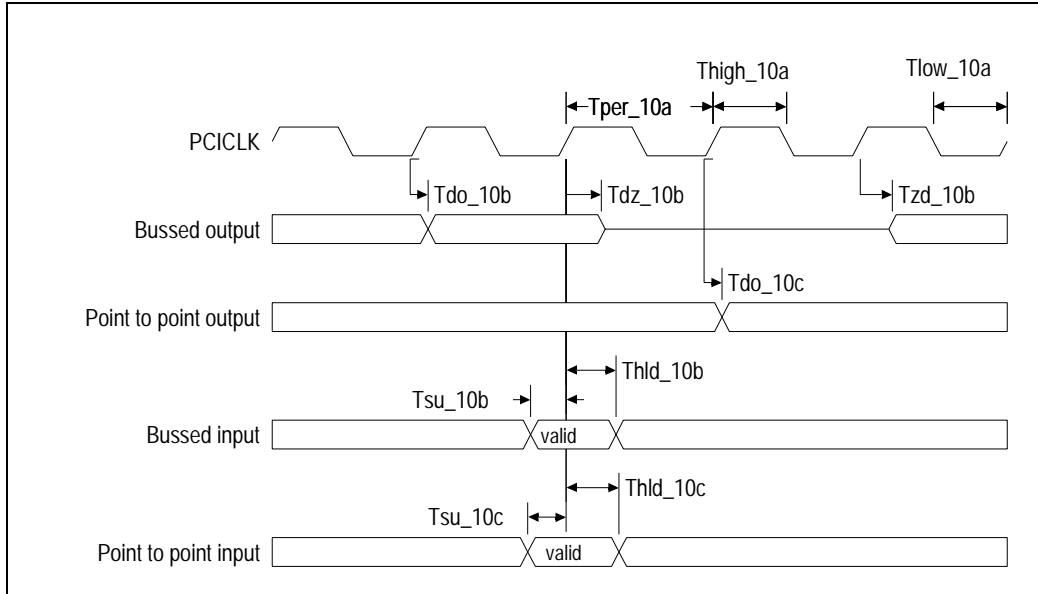 Thigh_10a
Tlow_10a
Tper_10a
PCICLK
Tdo_10b
Tdz_10b
Tzd_10b
Bussed output
Tdo_10c
Point to point output
Thld_10b
Tsu_10b
Bussed input
valid
Thld_10c
Tsu_10c
Point to point input
valid